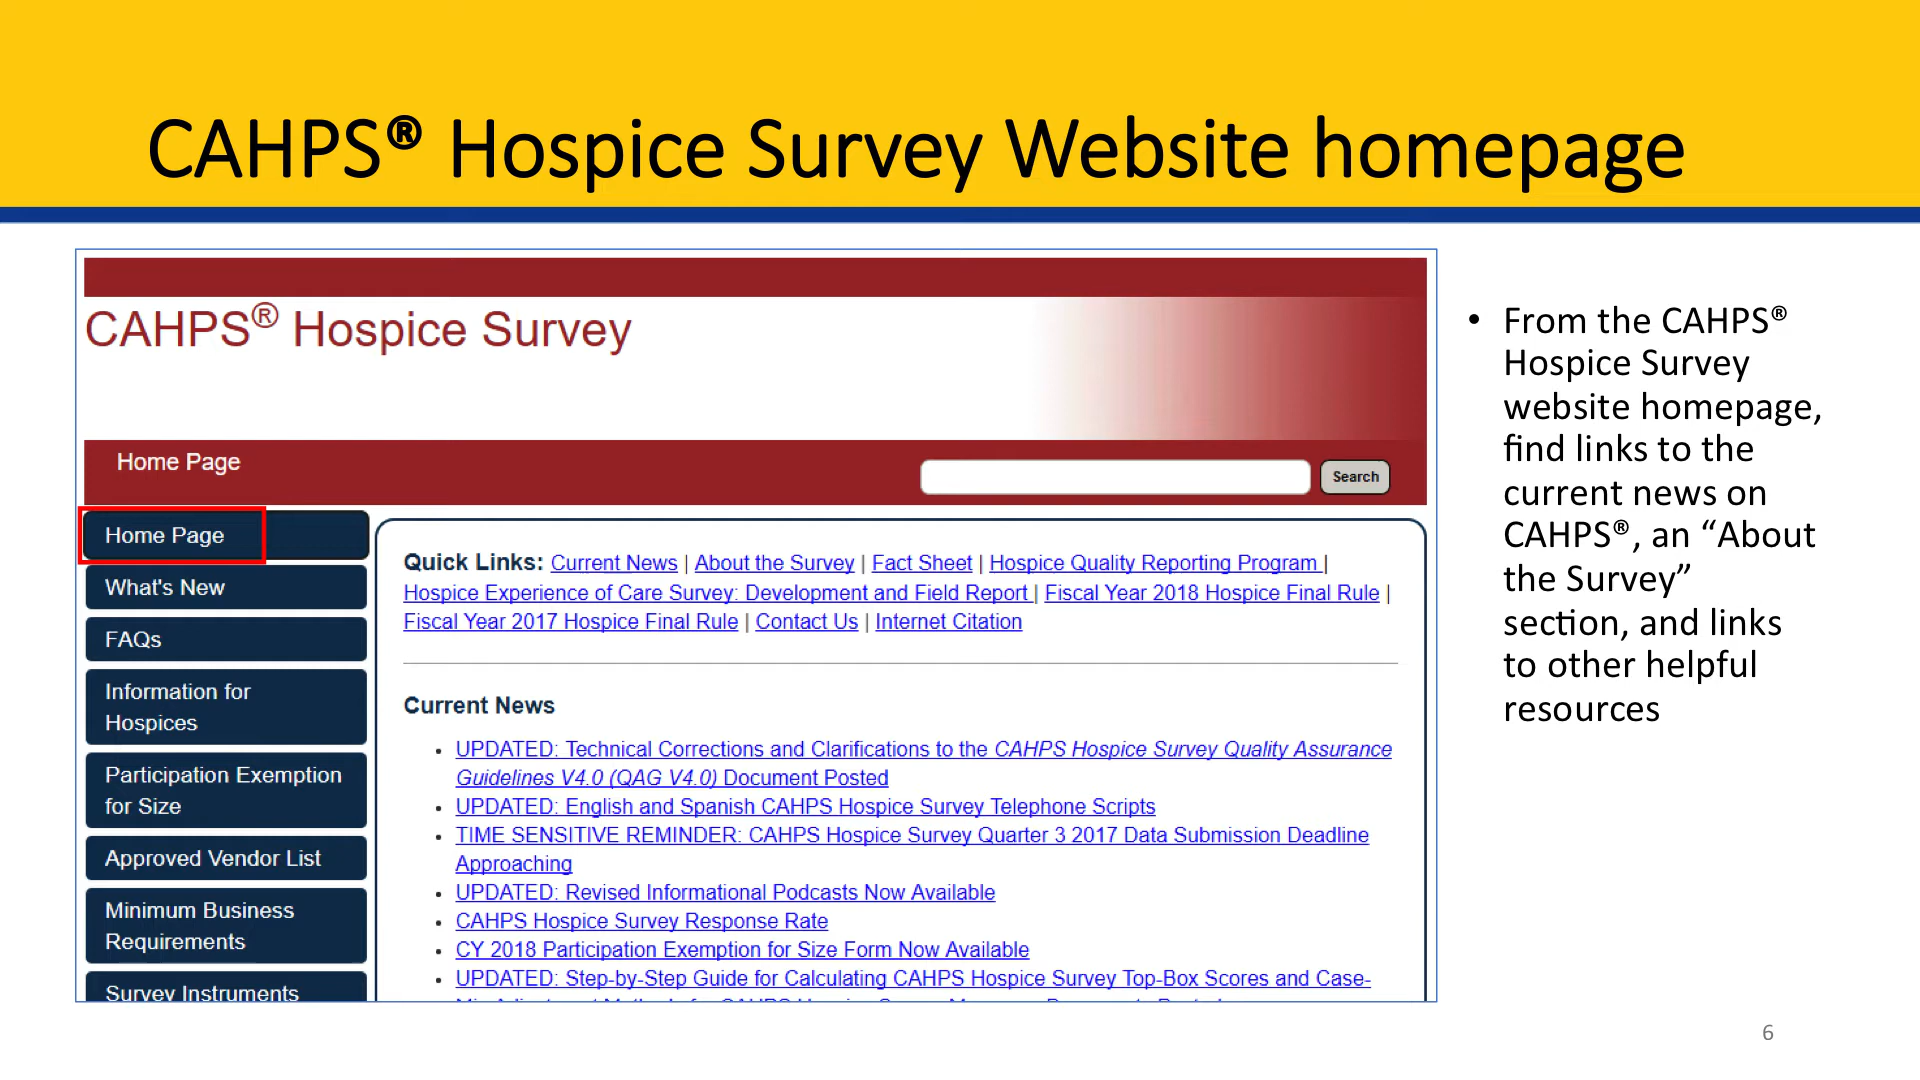 CAHPS® Hospice Survey Website homepage
CAHPS® Hospice Survey
Home Page
Search
Home Page
What's New
FAQs
Information for
Hospices
Participation Exemption
for Size
Approved Vendor List
Minimum Business
Requirements
Survey Instruments
Quick Links: Current News | About the Survey | Fact Sheet | Hospice Quality Reporting Program |
Hospice Experience of Care Survey: Development and Field Report | Fiscal Year 2018 Hospice Final Rule |
Fiscal Year 2017 Hospice Final Rule | Contact Us | Internet Citation
Current News
• UPDATED: Technical Corrections and Clarifications to the CAHPS Hospice Survey Quality Assurance
Guidelines V4.0 (QAG V4.0) Document Posted
• UPDATED: English and Spanish CAHPS Hospice Survey Telephone Scripts
• TIME SENSITIVE REMINDER: CAHPS Hospice Survey Quarter 3 2017 Data Submission Deadline
Approaching
• UPDATED: Revised Informational Podcasts Now Available
• CAHPS Hospice Survey Response Rate
• CY 2018 Participation Exemption for Size Form Now Available
• UPDATED: Step-by-Step Guide for Calculating CAHPS Hospice Survey Top-Box Scores and Case-
• From the CAHPS®
Hospice Survey
website homepage,
find links to the
current news on
CAHPS®, an “About
the Survey”
section, and links
to other helpful
resources
6